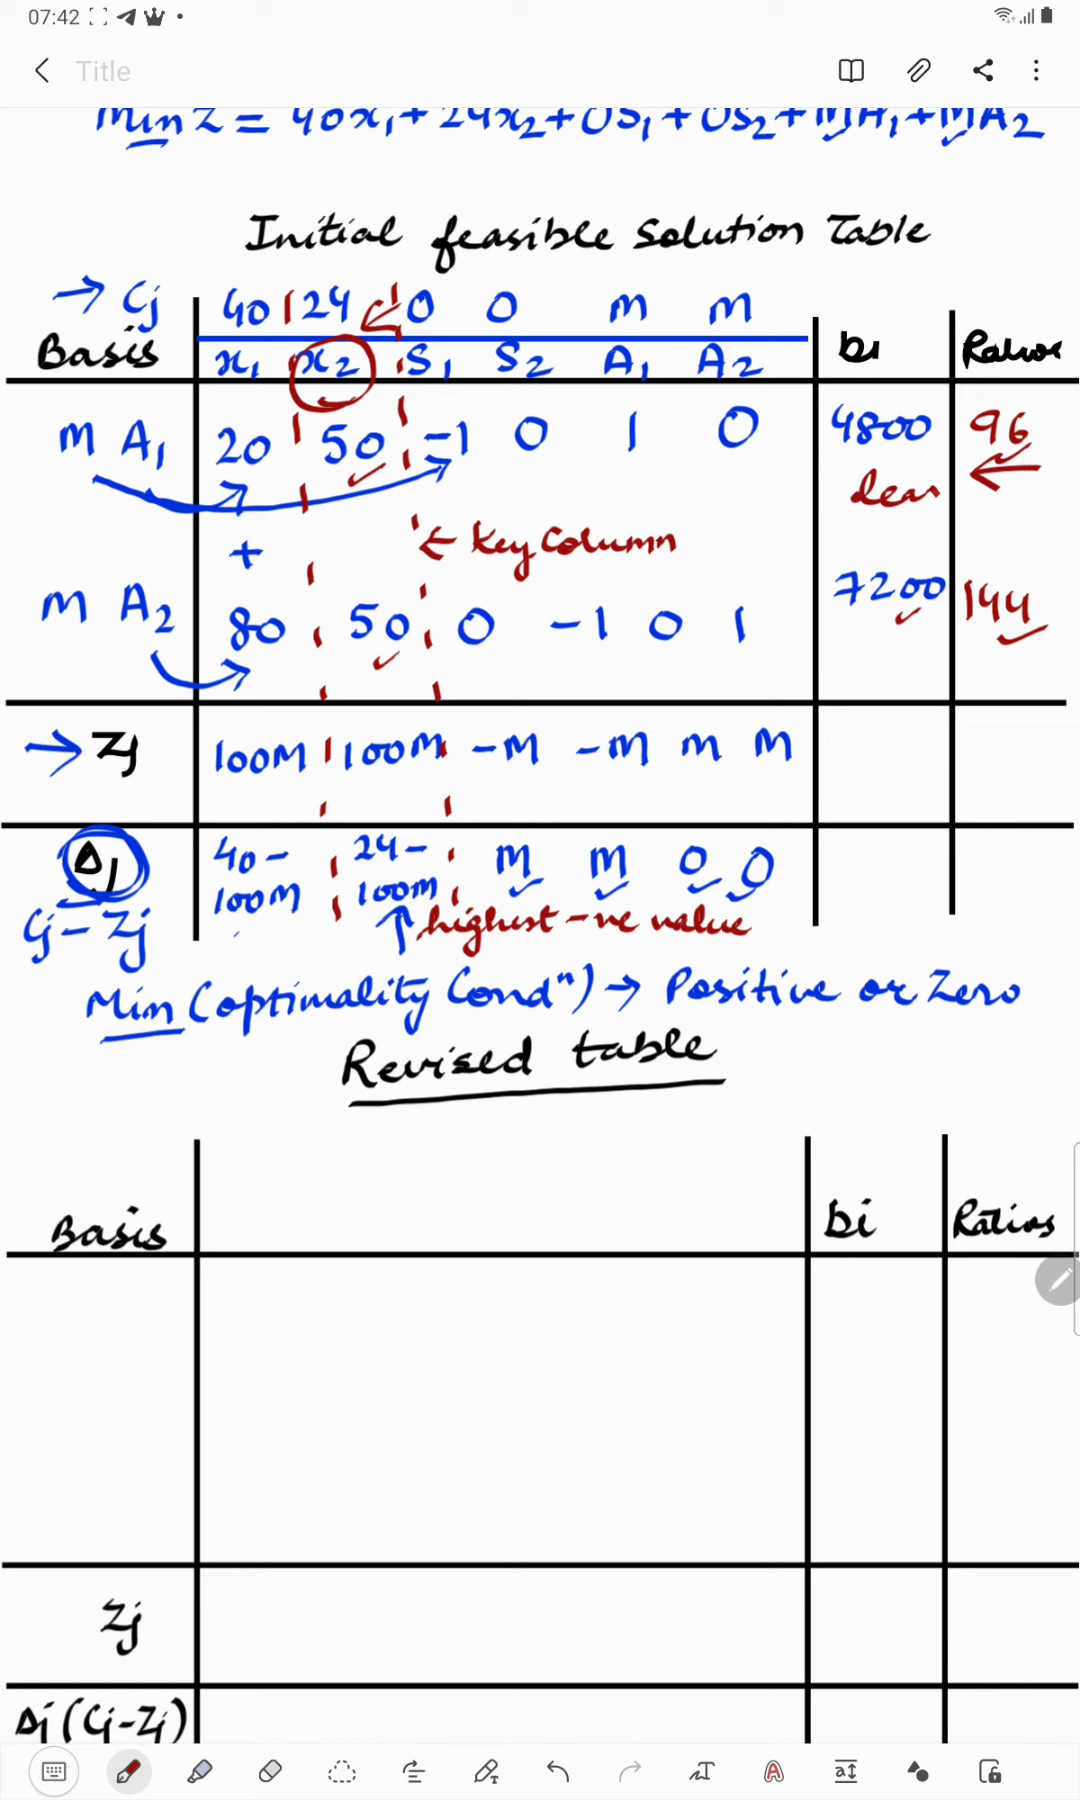 07:42
Title
Min Z = 40x₁ + 24x₂ + 0S₁ + 0S₂ + MA₁ + MA₂
Initial feasible Solution Table
→ Cj 40 24 0 0 m m
Basis x₁ x₂ S₁ S₂ A₁ A₂ bi
m A₁ 20 50 -1 0 1 0 4800 96
← Key Column
+
m A₂ 80 50 0 -1 0 1 7200 144
→ Zj 100M 100M -M -M m m
Δj 40-100M 24-100M m m 0 0
Cj - Zj ↑ highest -ve value
Min (optimality Condⁿ) → Positive or Zero
Revised table
Basis bi Ratios
Zj
Δj (Cj-Zj)